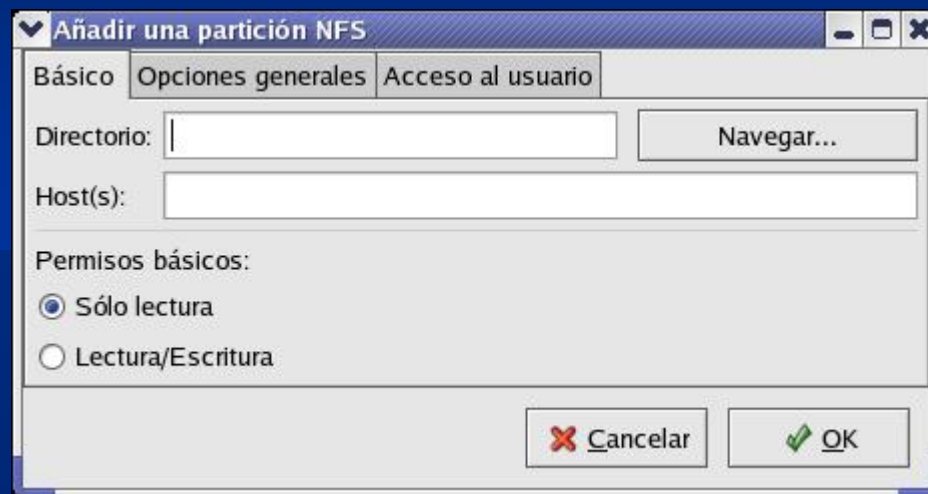 Añadir una partición NFS
Básico Opciones generales Acceso al usuario
Directorio: Navegar...
Host(s):
Permisos básicos:
Sólo lectura
Lectura/Escritura
Cancelar OK